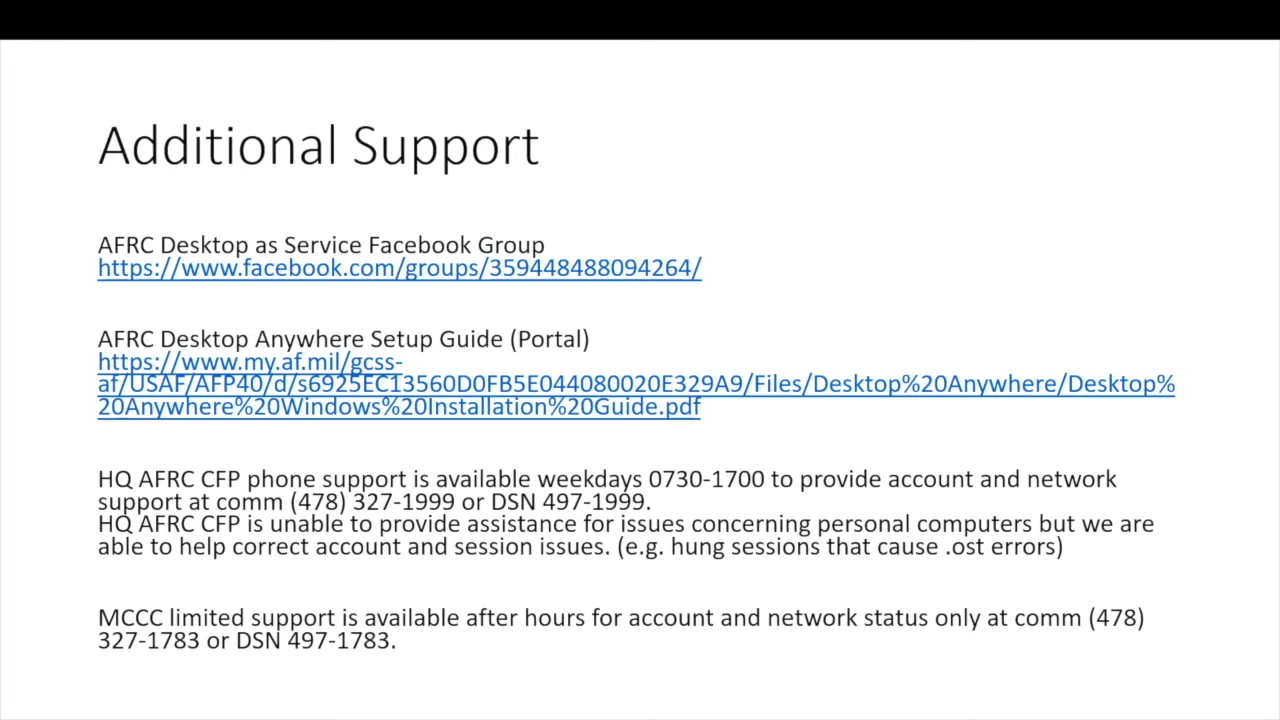 Additional Support
AFRC Desktop as Service Facebook Group
https://www.facebook.com/groups/359448488094264/
AFRC Desktop Anywhere Setup Guide (Portal)
https://www.my.af.mil/gcss-
af/USAF/AFP40/d/s6925EC13560D0FB5E044080020E329A9/Files/Desktop%20Anywhere/Desktop%
20Anywhere%20Windows%20Installation%20Guide.pdf
HQ AFRC CFP phone support is available weekdays 0730-1700 to provide account and network
support at comm (478) 327-1999 or DSN 497-1999.
HQ AFRC CFP is unable to provide assistance for issues concerning personal computers but we are
able to help correct account and session issues. (e.g. hung sessions that cause .ost errors)
MCCC limited support is available after hours for account and network status only at comm (478)
327-1783 or DSN 497-1783.